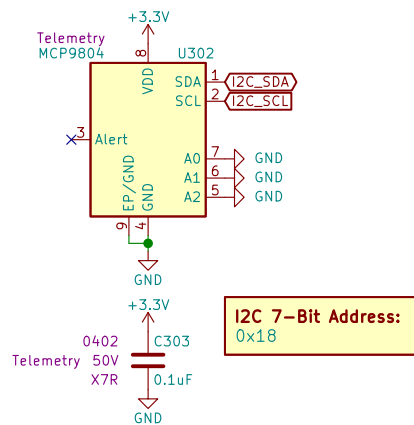 +3.3V
Telemetry
MCP9804
U302
8
VDD
SDA 1 I2C_SDA
SCL 2 I2C_SCL
3 Alert
A0 7 GND
A1 6 GND
A2 5 GND
EP/GND
GND
9 4
GND
+3.3V
0402 C303
Telemetry 50V
X7R 0.1uF
GND
I2C 7-Bit Address:
0x18